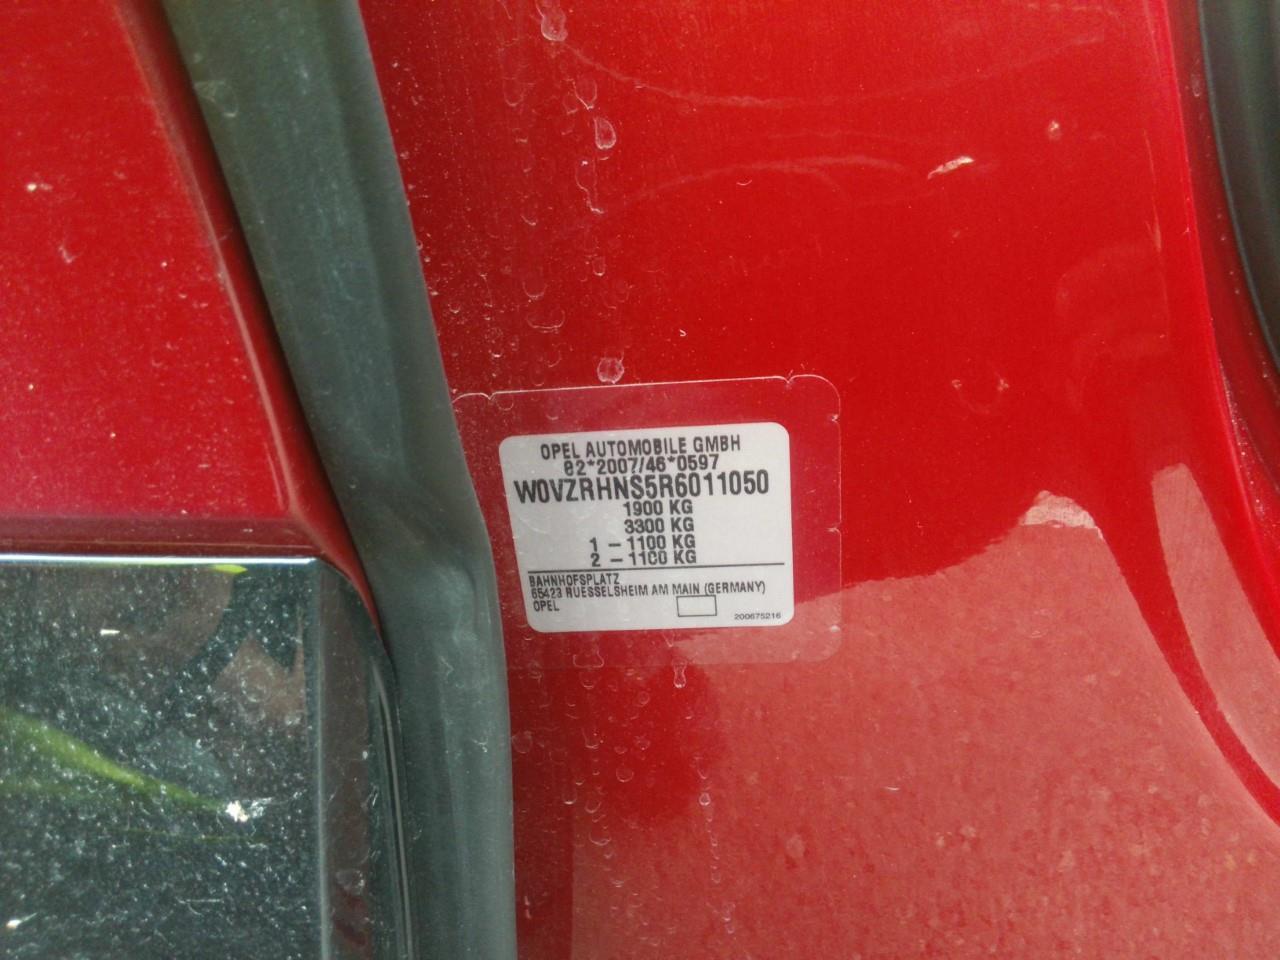 OPEL AUTOMOBILE GMBH
e2*2007/46*0597
W0VZRHNS5R6011050
1900 KG
3300 KG
1 - 1100 KG
2 - 1100 KG
BAHNHOFSPLATZ
65423 RUESSELSHEIM AM MAIN (GERMANY)
OPEL
200675216